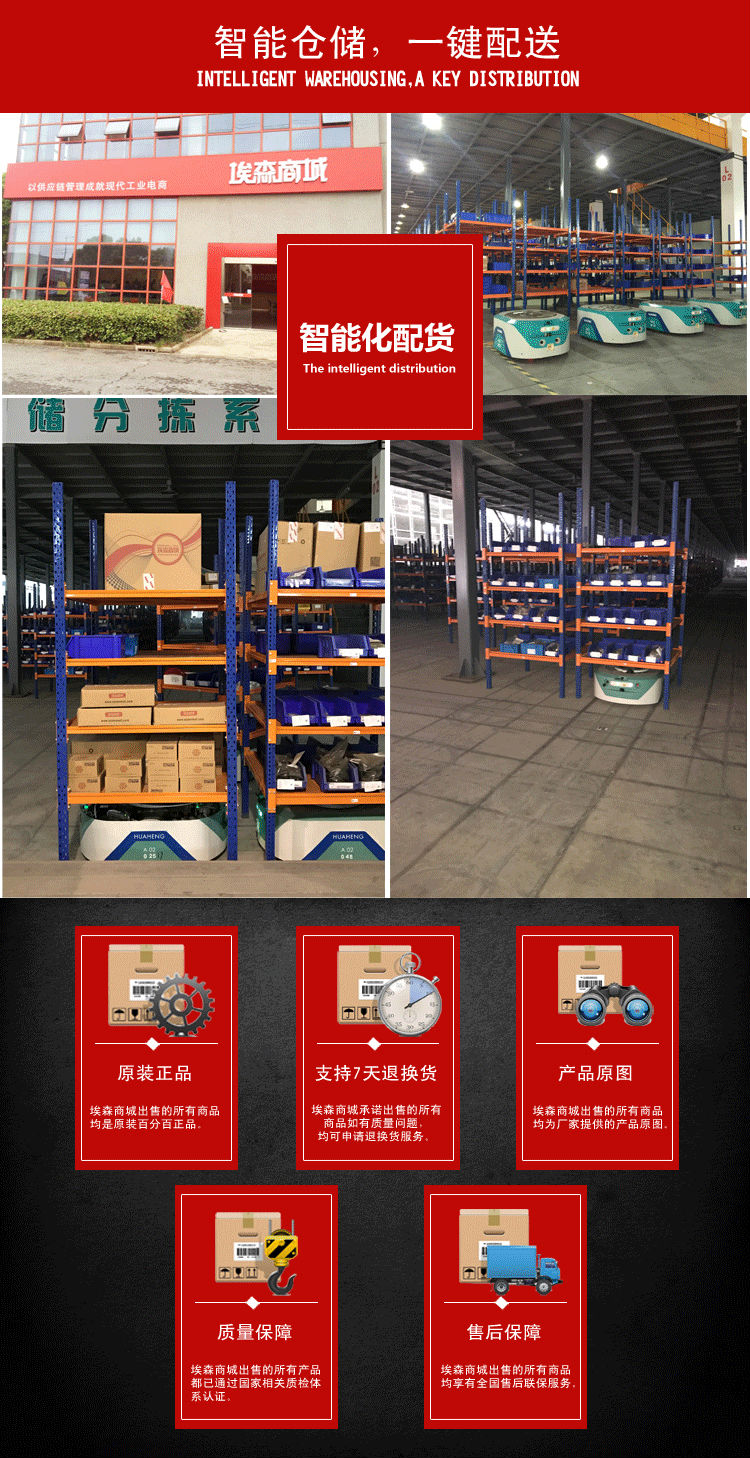 智能仓储，一键配送
INTELLIGENT WAREHOUSING,A KEY DISTRIBUTION
以供应链管理成就现代工业电商
埃森商城
L
02
智能化配货
The intelligent distribution
储分拣系
HUAHENG
A 02
0 25
HUAHENG
A 02
0 48
原装正品
埃森商城出售的所有商品
均是原装百分百正品。
支持7天退换货
埃森商城承诺出售的所有
商品如有质量问题，
均可申请退换货服务。
产品原图
埃森商城出售的所有商品
均为厂家提供的产品原图。
质量保障
埃森商城出售的所有产品
都已通过国家相关质检体
系认证。
售后保障
埃森商城出售的所有商品
均享有全国售后联保服务。